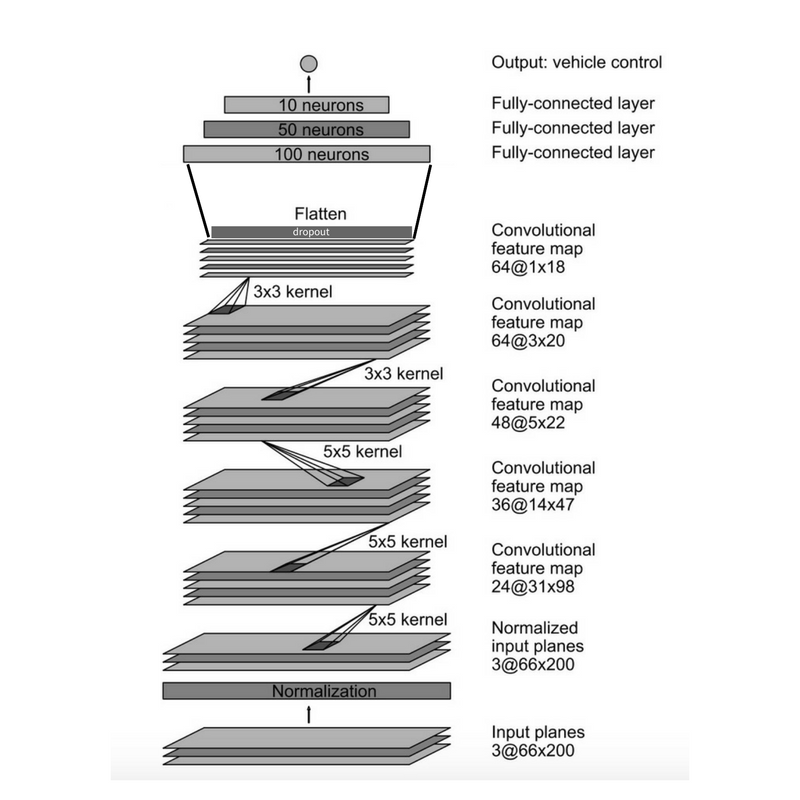 Output: vehicle control
10 neurons
Fully-connected layer
50 neurons
Fully-connected layer
100 neurons
Fully-connected layer
Flatten
dropout
Convolutional
feature map
64@1x18
3x3 kernel
Convolutional
feature map
64@3x20
3x3 kernel
Convolutional
feature map
48@5x22
5x5 kernel
Convolutional
feature map
36@14x47
5x5 kernel
Convolutional
feature map
24@31x98
5x5 kernel
Normalized
input planes
3@66x200
Normalization
Input planes
3@66x200